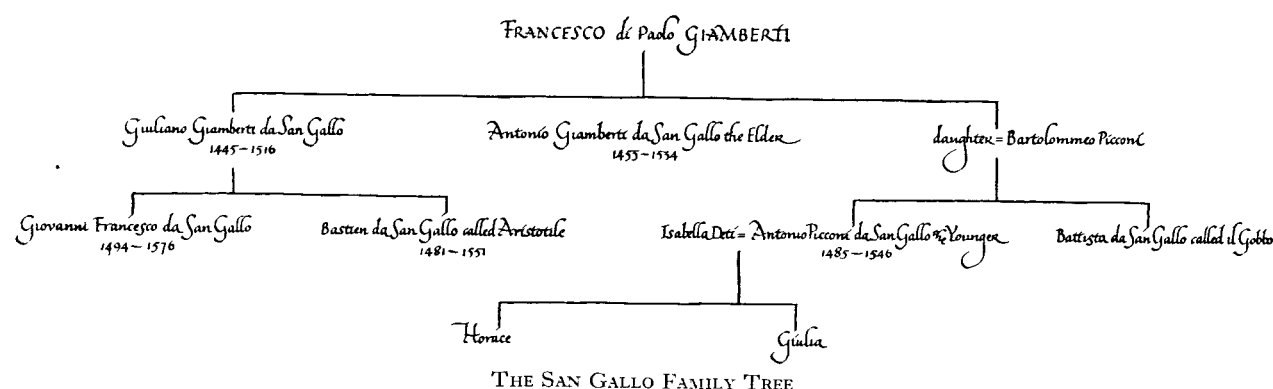 FRANCESCO di Paolo GIAMBERTI
Giuliano Giamberti da San Gallo
1445-1516
Antonio Giamberti da San Gallo the Elder
1453-1534
daughter = Bartolommeo Picconi
Giovanni Francesco da San Gallo
1494-1576
Bastien da San Gallo called Aristotile
1481-1551
Isabella Deti = Antonio Picconi da San Gallo the Younger
1485-1546
Battista da San Gallo called il Gobbo
Horace
Giulia
THE SAN GALLO FAMILY TREE